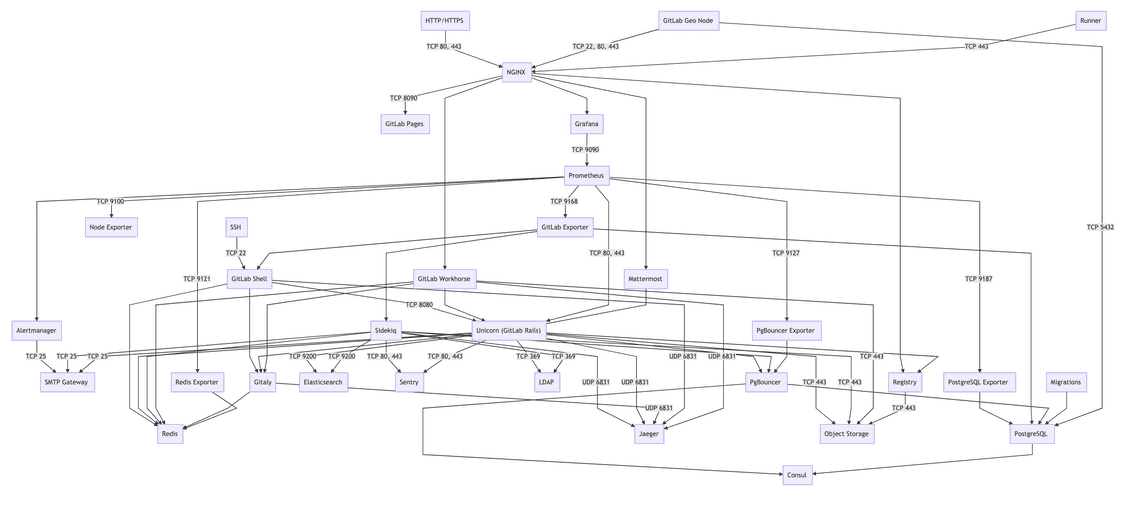 HTTP/HTTPS
GitLab Geo Node
Runner
TCP 80, 443
TCP 22, 80, 443
TCP 443
NGINX
TCP 8090
GitLab Pages
Grafana
TCP 9090
Prometheus
TCP 9100
TCP 9168
Node Exporter
SSH
GitLab Exporter
TCP 5432
TCP 22
TCP 80, 443
TCP 9127
TCP 9121
TCP 9187
GitLab Shell
GitLab Workhorse
Mattermost
TCP 8080
Alertmanager
Sidekiq
Unicorn (GitLab Rails)
PgBouncer Exporter
TCP 25
TCP 25
TCP 25
TCP 9200
TCP 9200
TCP 80, 443
TCP 80, 443
TCP 369
TCP 369
UDP 6831
UDP 6831
TCP 443
SMTP Gateway
Redis Exporter
Gitaly
Elasticsearch
Sentry
LDAP
UDP 6831
UDP 6831
PgBouncer
TCP 443
TCP 443
Registry
PostgreSQL Exporter
Migrations
UDP 6831
TCP 443
Redis
Jaeger
Object Storage
PostgreSQL
Consul